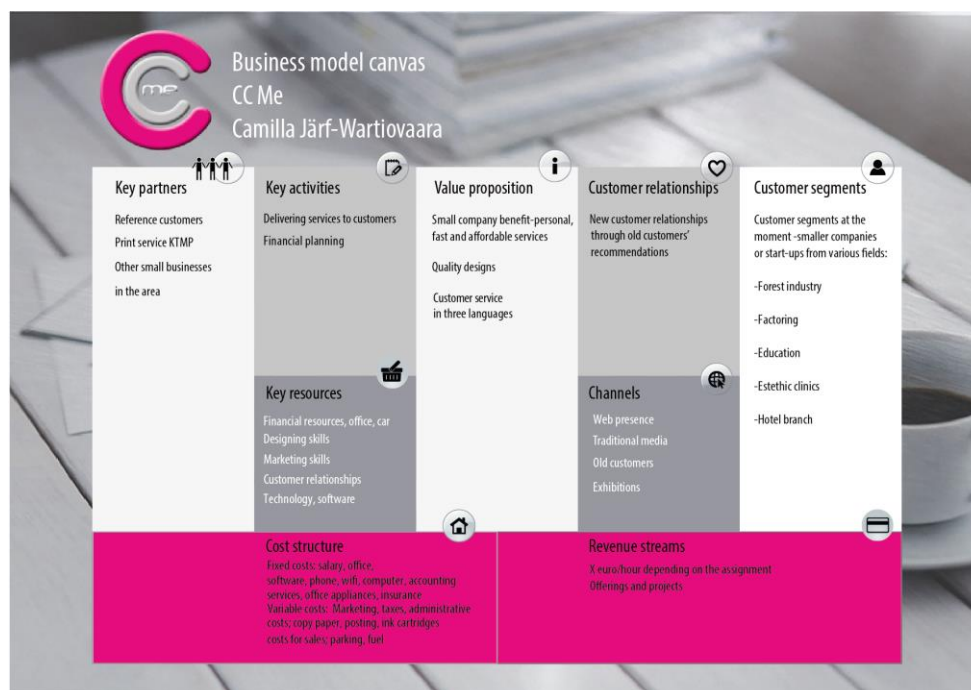 CC me
Business model canvas
CC Me
Camilla Järf-Wartiovaara
Key partners
Reference customers
Print service KTMP
Other small businesses
in the area
Key activities
Delivering services to customers
Financial planning
Key resources
Financial resources, office, car
Designing skills
Marketing skills
Customer relationships
Technology, software
Value proposition
Small company benefit-personal,
fast and affordable services
Quality designs
Customer service
in three languages
Customer relationships
New customer relationships
through old customers’
recommendations
Channels
Web presence
Traditional media
Old customers
Exhibitions
Customer segments
Customer segments at the
moment -smaller companies
or start-ups from various fields:
-Forest industry
-Factoring
-Education
-Estethic clinics
-Hotel branch
Cost structure
Fixed costs: salary, office,
software, phone, wifi, computer, accounting
services, office appliances, insurance
Variable costs: Marketing, taxes, administrative
costs; copy paper, posting, ink cartridges
costs for sales; parking, fuel
Revenue streams
X euro/hour depending on the assignment
Offerings and projects